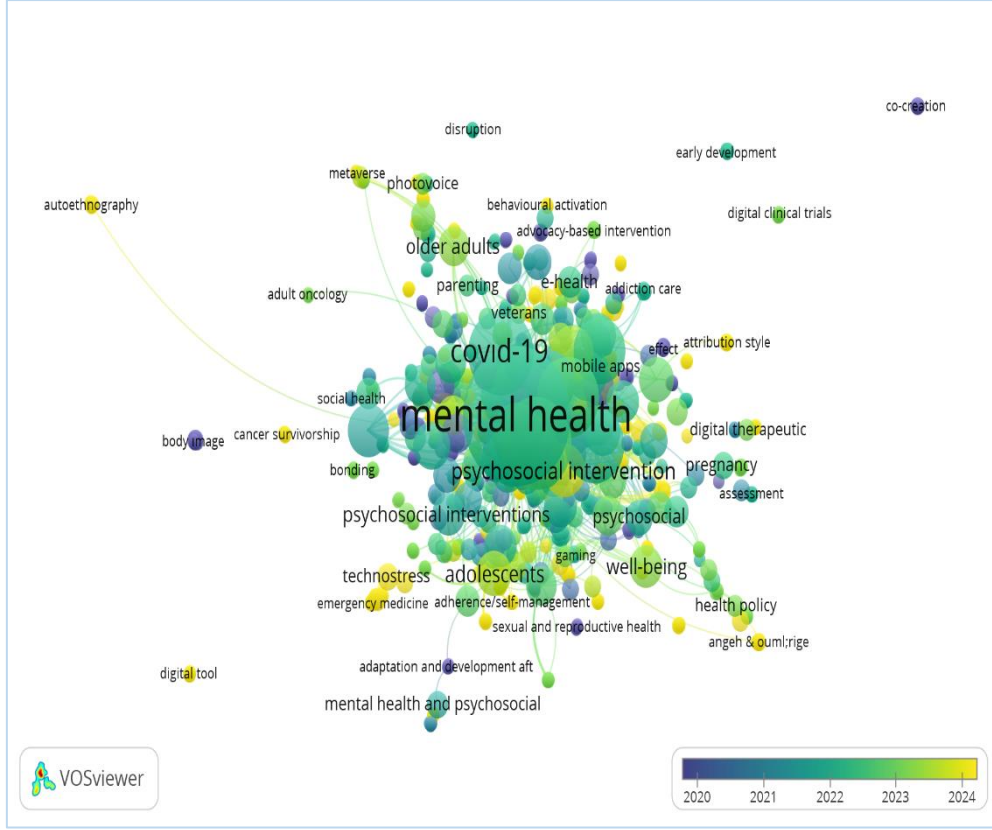 co-creation
disruption
early development
metaverse
photovoice
autoethnography
behavioural activation
digital clinical trials
advocacy-based intervention
older adults
parenting
e-health
addiction care
adult oncology
veterans
covid-19
effect
attribution style
mobile apps
social health
mental health
body image
cancer survivorship
digital therapeutic
bonding
psychosocial intervention
pregnancy
assessment
psychosocial interventions
psychosocial
gaming
well-being
technostress
adolescents
emergency medicine
adherence/self-management
health policy
sexual and reproductive health
angeh & ouml;rige
adaptation and development aft
digital tool
mental health and psychosocial
VOSviewer
2020 2021 2022 2023 2024